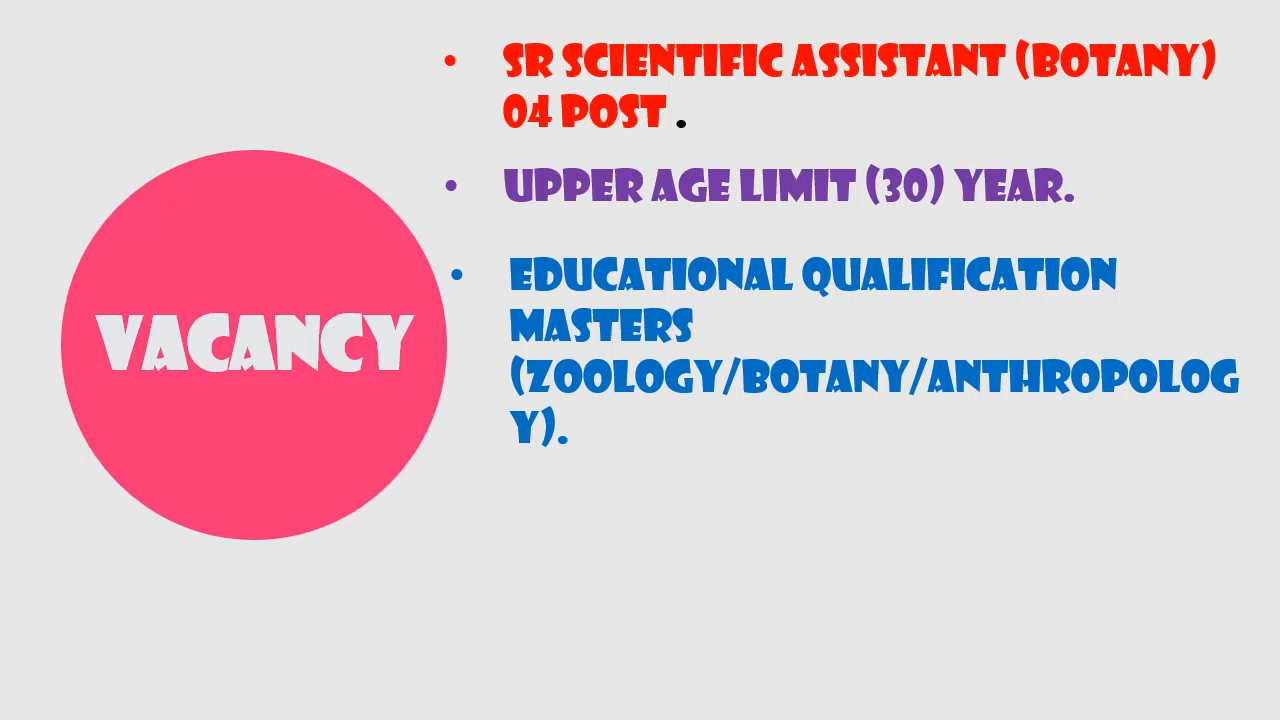 • SR SCIENTIFIC ASSISTANT (BOTANY)
04 POST .
• UPPER AGE LIMIT (30) YEAR.
• EDUCATIONAL QUALIFICATION
MASTERS
(ZOOLOGY/BOTANY/ANTHROPOLOG
Y).
VACANCY